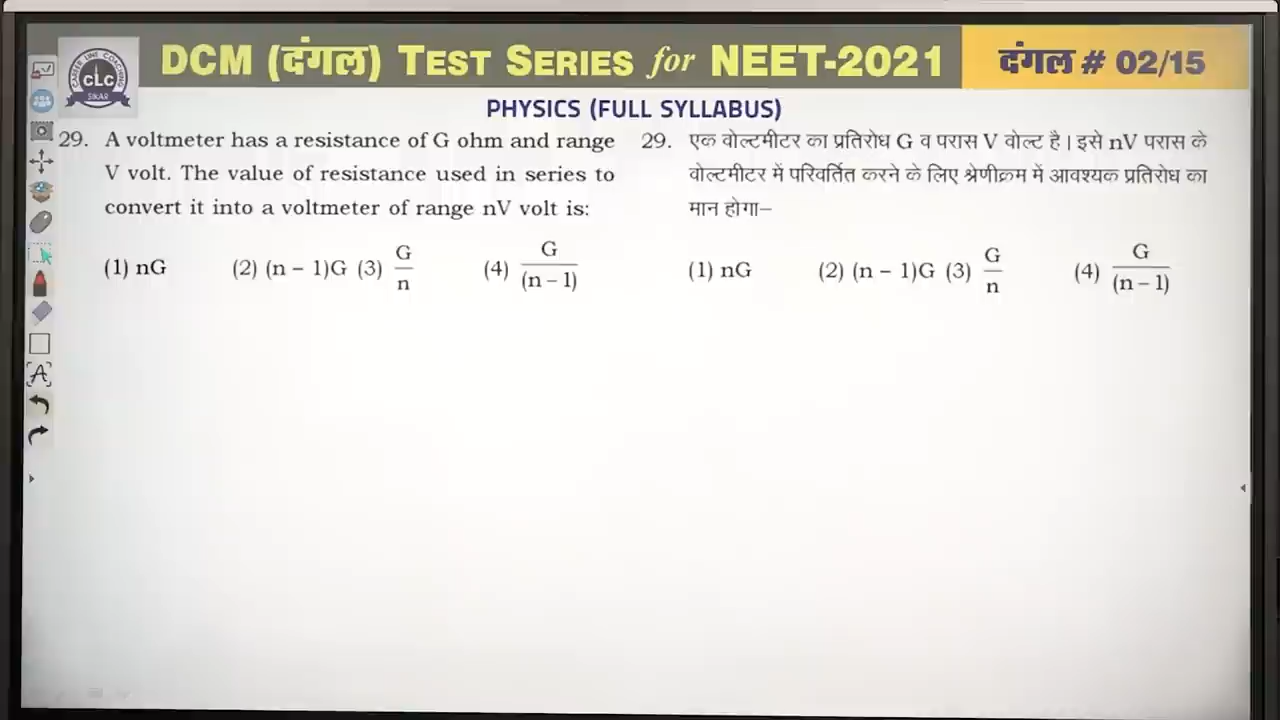 DCM (दंगल) TEST SERIES for NEET-2021
दंगल # 02/15
CAREER LINE COACHING
CLC
SIKAR
PHYSICS (FULL SYLLABUS)
29. A voltmeter has a resistance of G ohm and range
V volt. The value of resistance used in series to
convert it into a voltmeter of range nV volt is:
(1) nG (2) (n – 1)G (3) G/n (4) G/(n – 1)
29. एक वोल्टमीटर का प्रतिरोध G व परास V वोल्ट है। इसे nV परास के
वोल्टमीटर में परिवर्तित करने के लिए श्रेणीक्रम में आवश्यक प्रतिरोध का
मान होगा–
(1) nG (2) (n – 1)G (3) G/n (4) G/(n – 1)
A